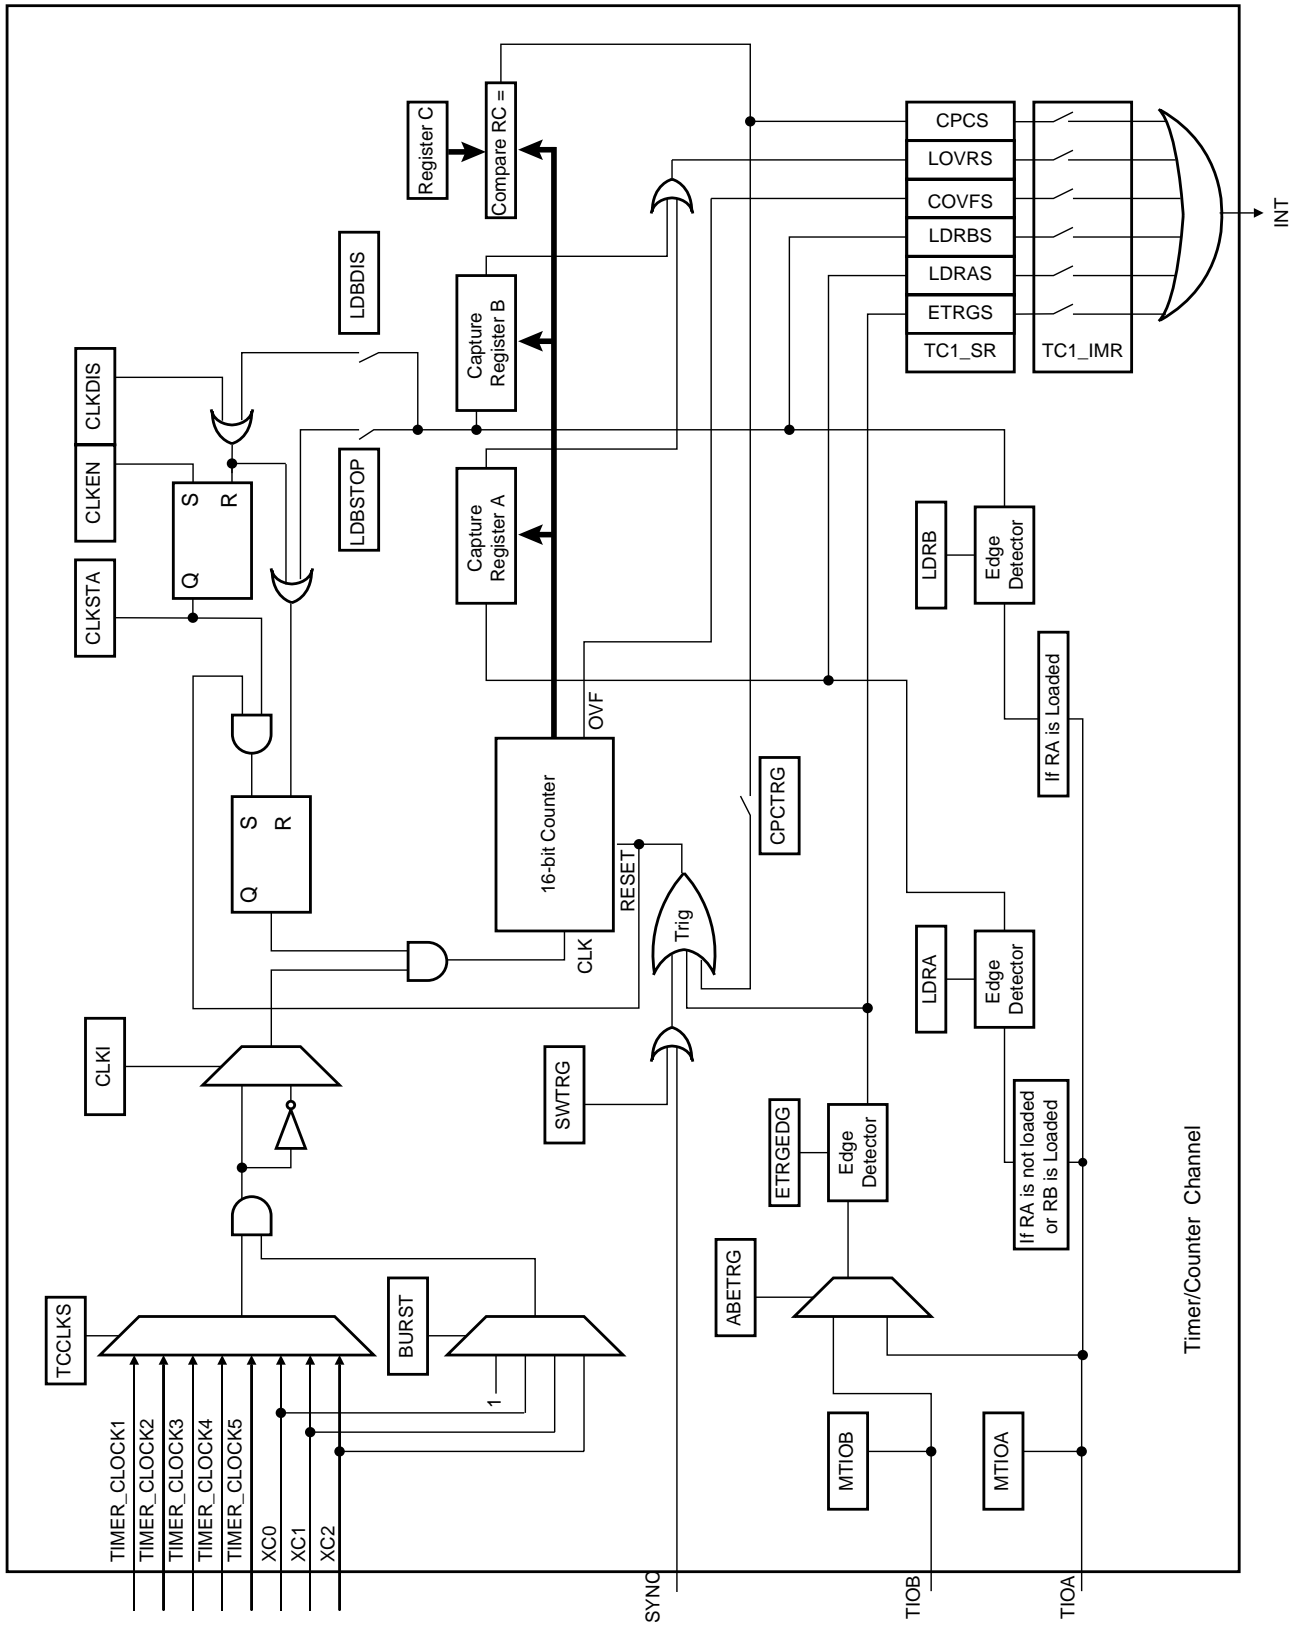 TCCLKS
TIMER_CLOCK1
TIMER_CLOCK2
TIMER_CLOCK3
TIMER_CLOCK4
TIMER_CLOCK5
XC0
XC1
XC2
CLKI
CLKSTA
CLKEN
CLKDIS
Q
S
R
Q
S
R
BURST
1
LDBSTOP
LDBDIS
Register C
Capture
Register A
Capture
Register B
Compare RC =
16-bit Counter
CLK
OVF
RESET
SWTRG
SYNC
Trig
ABETRG
ETRGEDG
CPCTRG
Edge
Detector
MTIOB
TIOB
LDRA
LDRB
Edge
Detector
Edge
Detector
MTIOA
TIOA
If RA is not loaded
or RB is Loaded
If RA is Loaded
CPCS
LOVRS
COVFS
LDRBS
LDRAS
ETRGS
TC1_SR
TC1_IMR
INT
Timer/Counter Channel